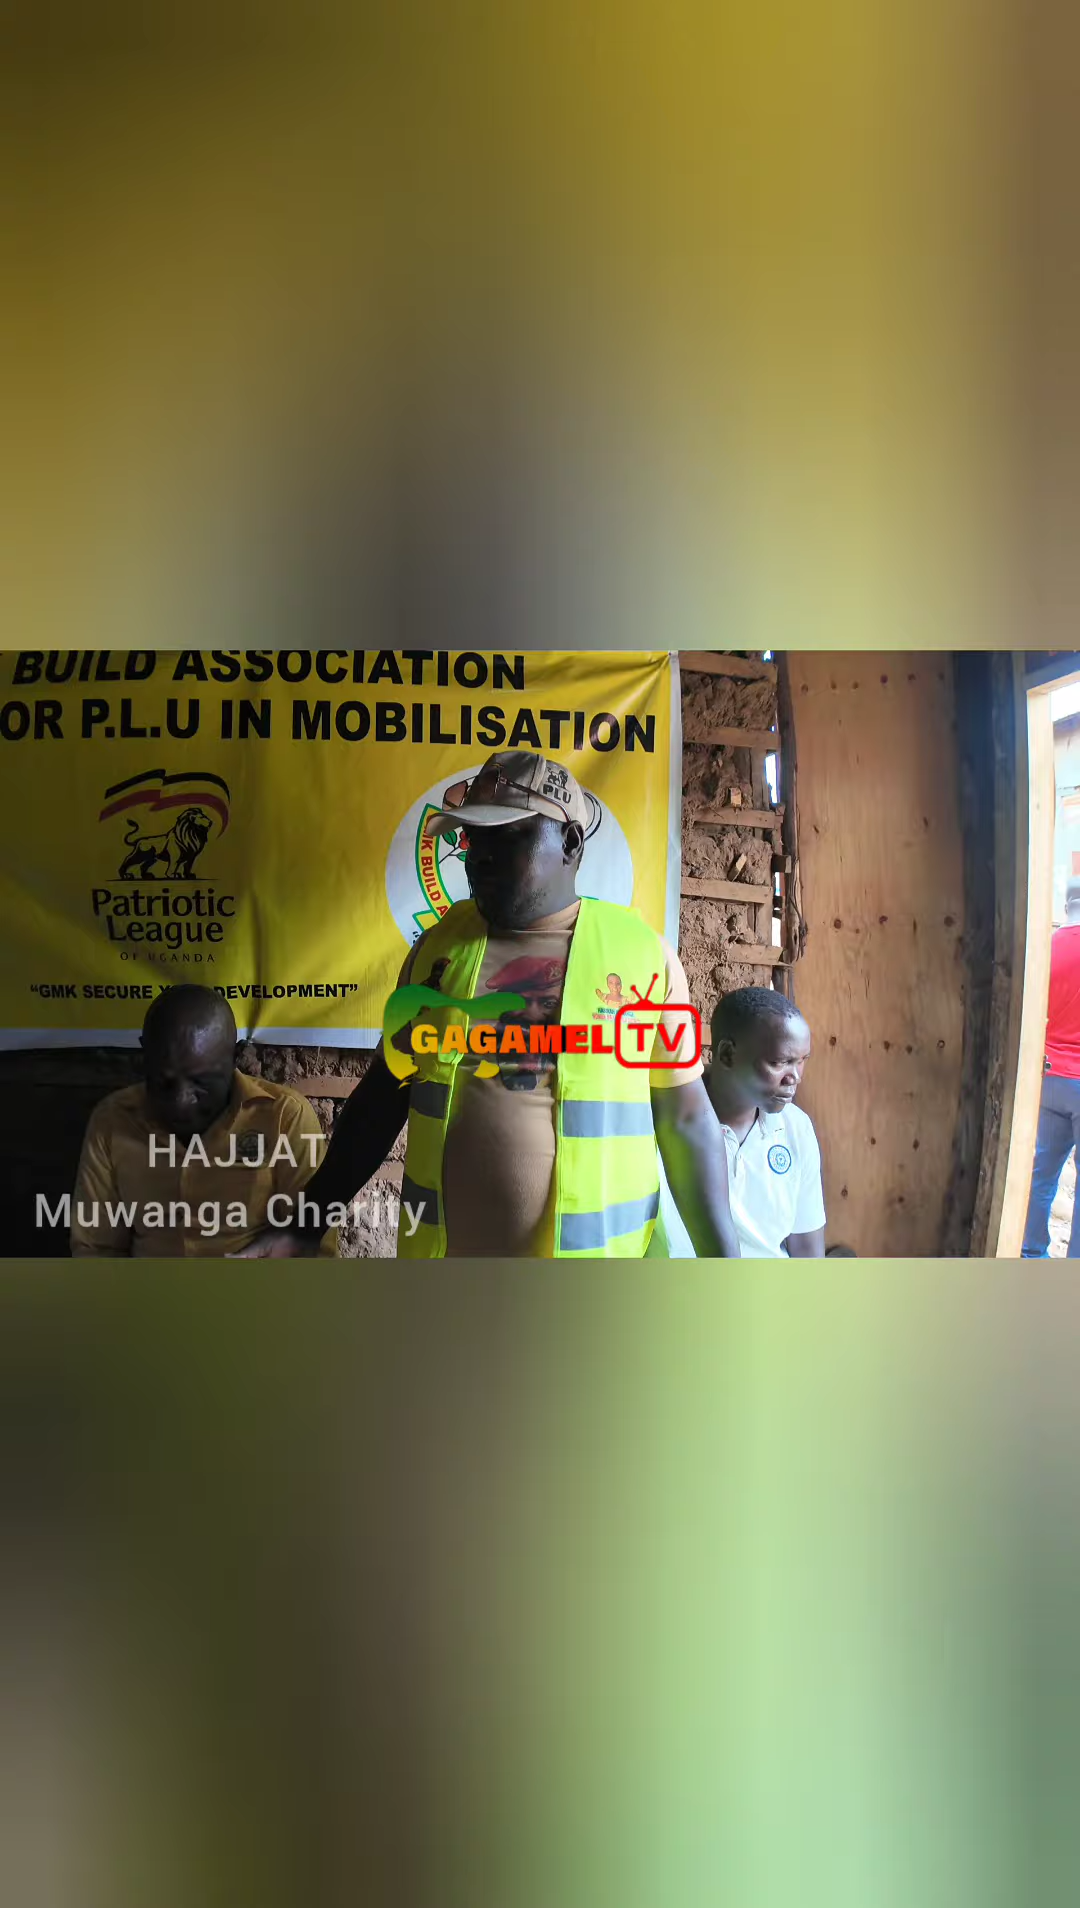 BUILD ASSOCIATION
OR P.L.U IN MOBILISATION
PLU
Patriotic
League
OF UGANDA
BUILD
"GMK SECURE DEVELOPMENT"
GAGAMEL TV
HAJJAT
Muwanga Charity